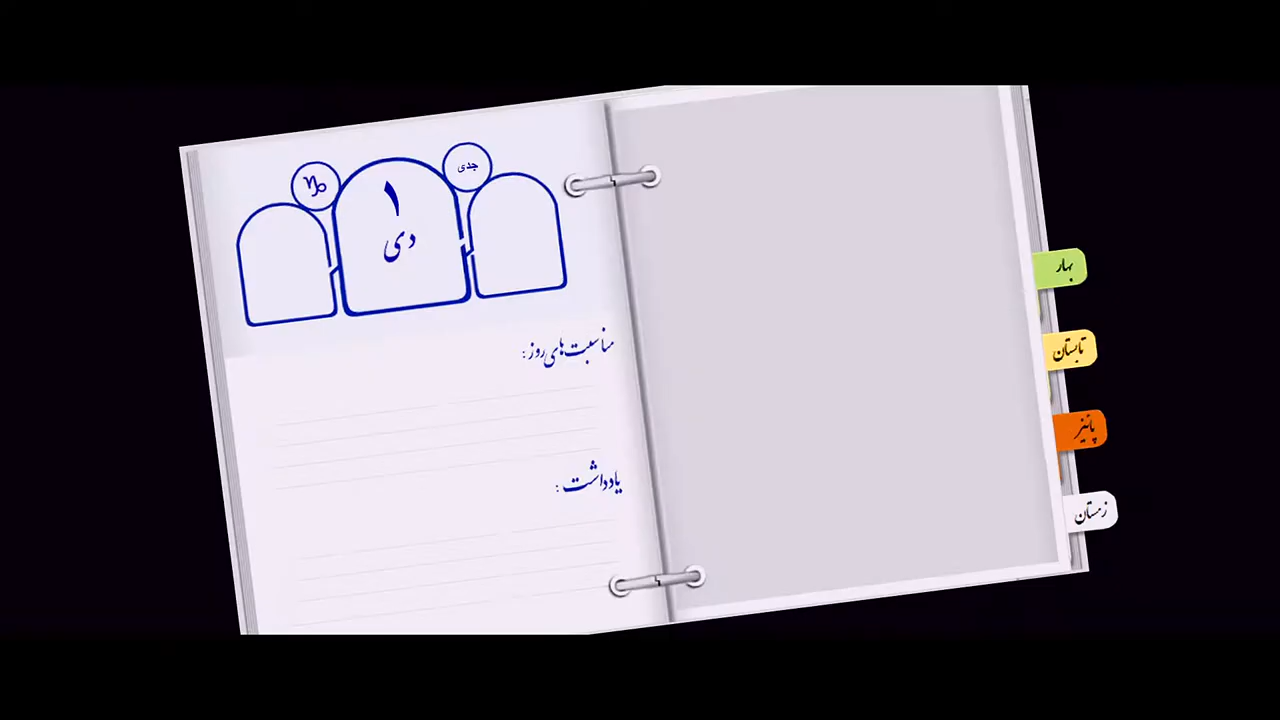 جدی
♑
۱
دی
مناسبت‌های روز :
یادداشت :
بهار
تابستان
پائیز
زمستان